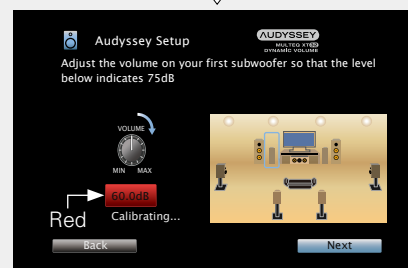 Audyssey Setup
AUDYSSEY
MULTEQ XT32
DYNAMIC VOLUME
Adjust the volume on your first subwoofer so that the level
below indicates 75dB
VOLUME
MIN MAX
60.0dB
Red
Calibrating...
Back
Next